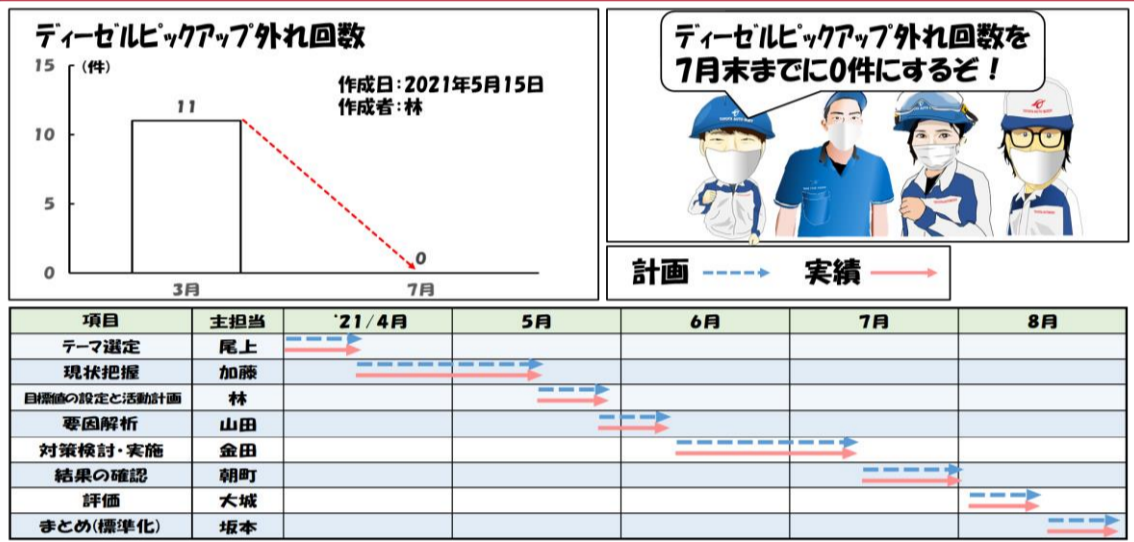 ディーゼルピックアップ外れ回数
15
(件)
作成日:2021年5月15日
作成者:林
11
10
5
0
0
3月
7月
ディーゼルピックアップ外れ回数を
7月末までに0件にするぞ!
計画
実績
項目 主担当 '21/4月 5月 6月 7月 8月
テーマ選定 尾上
現状把握 加藤
目標値の設定と活動計画 林
要因解析 山田
対策検討・実施 金田
結果の確認 朝町
評価 大城
まとめ(標準化) 坂本